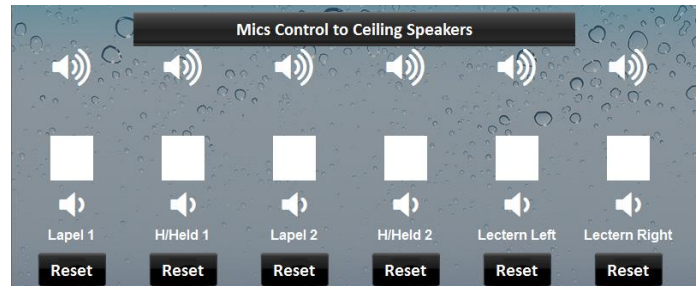 Mics Control to Ceiling Speakers
Lapel 1 H/Held 1 Lapel 2 H/Held 2 Lectern Left Lectern Right
Reset Reset Reset Reset Reset Reset